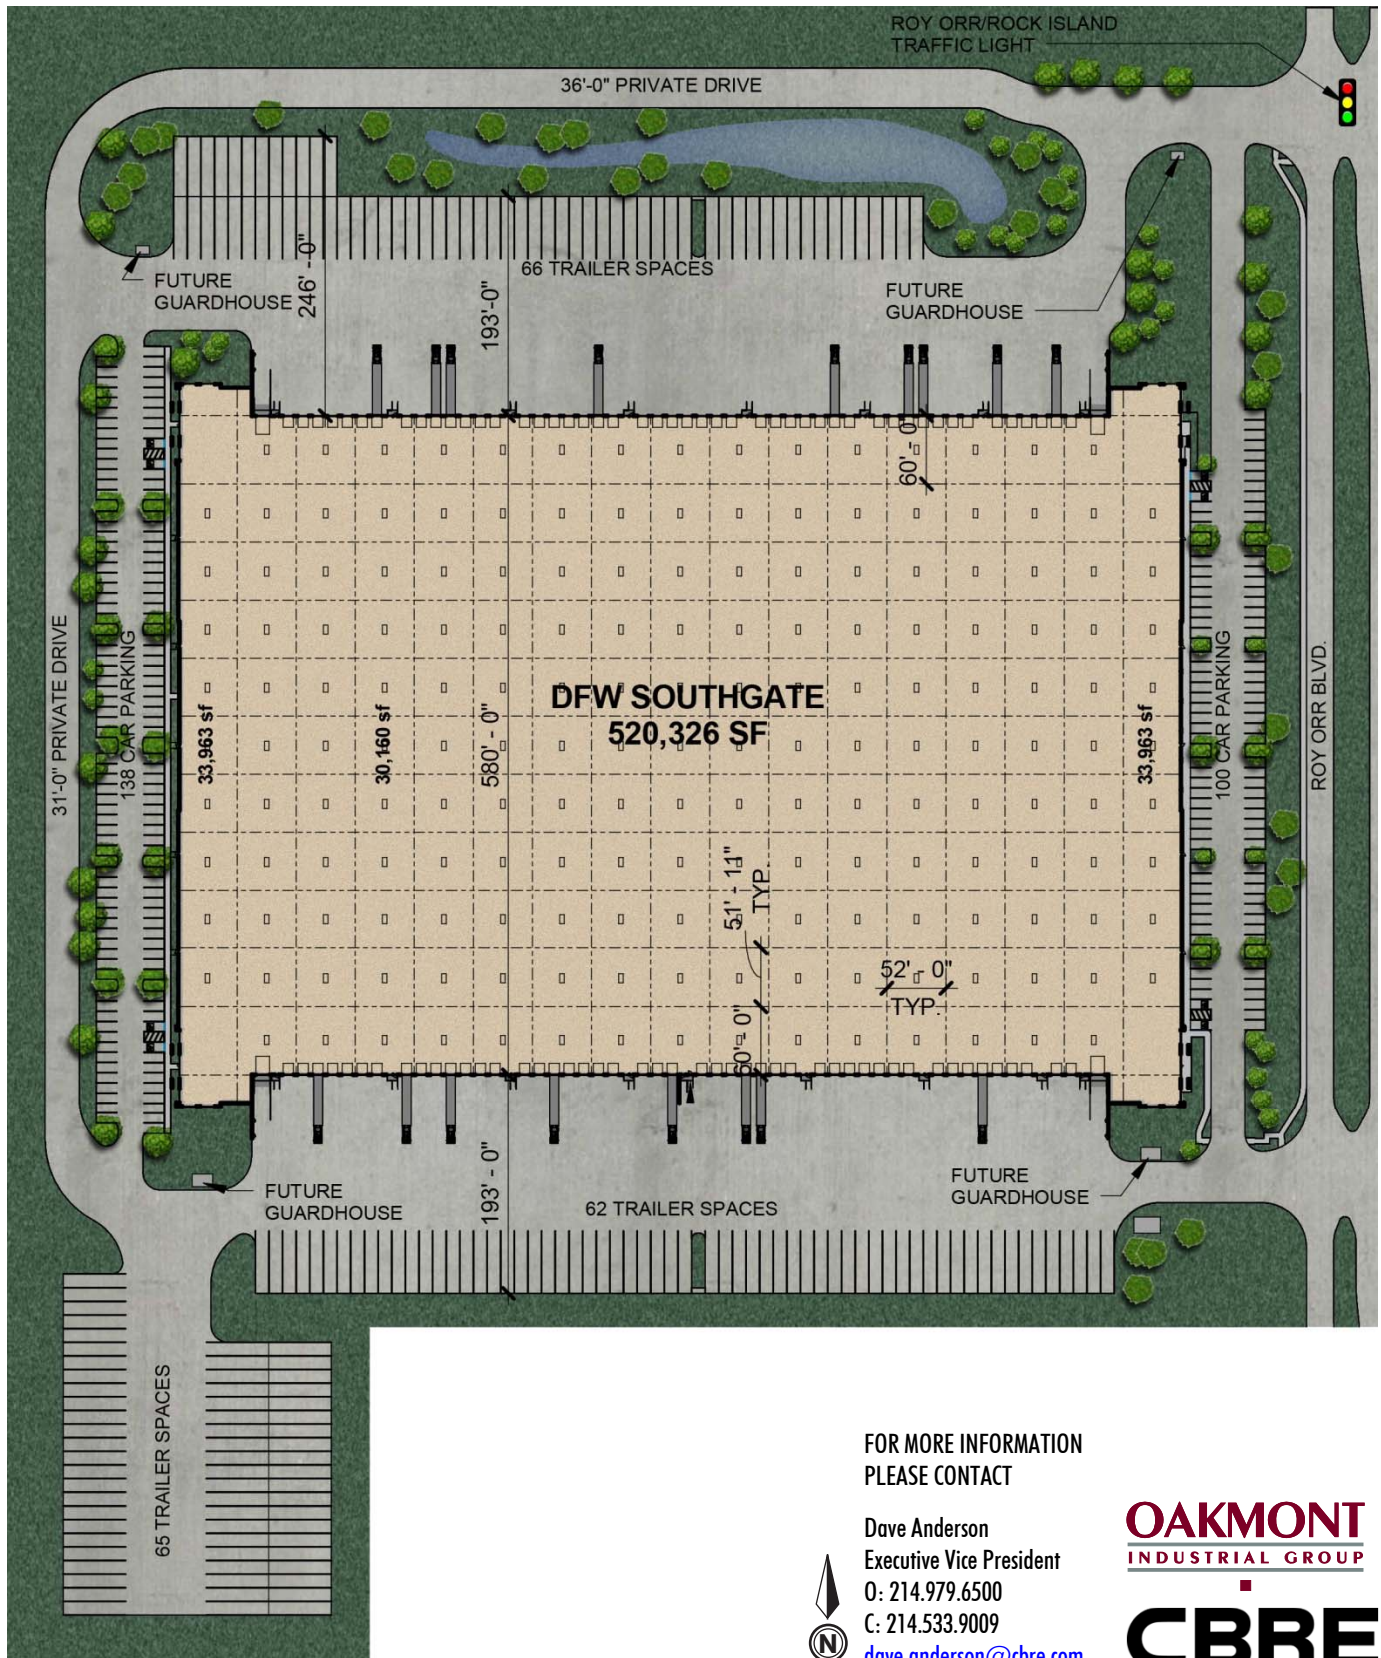 ROY ORR/ROCK ISLAND
TRAFFIC LIGHT
36'-0" PRIVATE DRIVE
FUTURE
GUARDHOUSE
246' - 0"
193'-0"
66 TRAILER SPACES
FUTURE
GUARDHOUSE
60' - 0"
31'-0" PRIVATE DRIVE
138 CAR PARKING
33,963 sf
30,160 sf
580' - 0"
DFW SOUTHGATE
520,326 SF
33,963 sf
100 CAR PARKING
ROY ORR BLVD.
51' - 11"
TYP.
52' - 0"
TYP.
60' - 0"
FUTURE
GUARDHOUSE
193' - 0"
62 TRAILER SPACES
FUTURE
GUARDHOUSE
65 TRAILER SPACES
FOR MORE INFORMATION
PLEASE CONTACT
Dave Anderson
Executive Vice President
O: 214.979.6500
C: 214.533.9009
dave.anderson@cbre.com
N
OAKMONT
INDUSTRIAL GROUP
CBRE